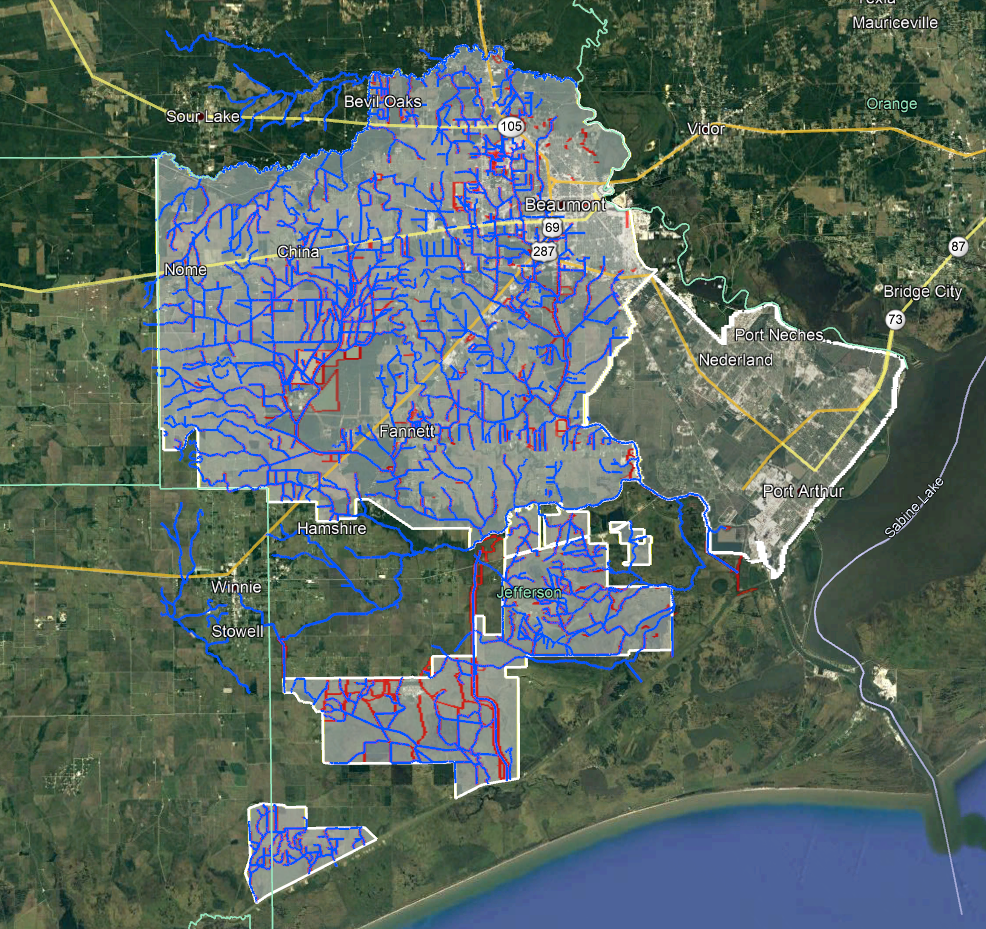 Mauriceville
Orange
Bevil Oaks
Sour Lake
105
Vidor
Beaumont
69
287
87
China
Nome
Bridge City
73
Port Neches
Nederland
Fannett
Port Arthur
Sabine Lake
Hamshire
Winnie
Jefferson
Stowell